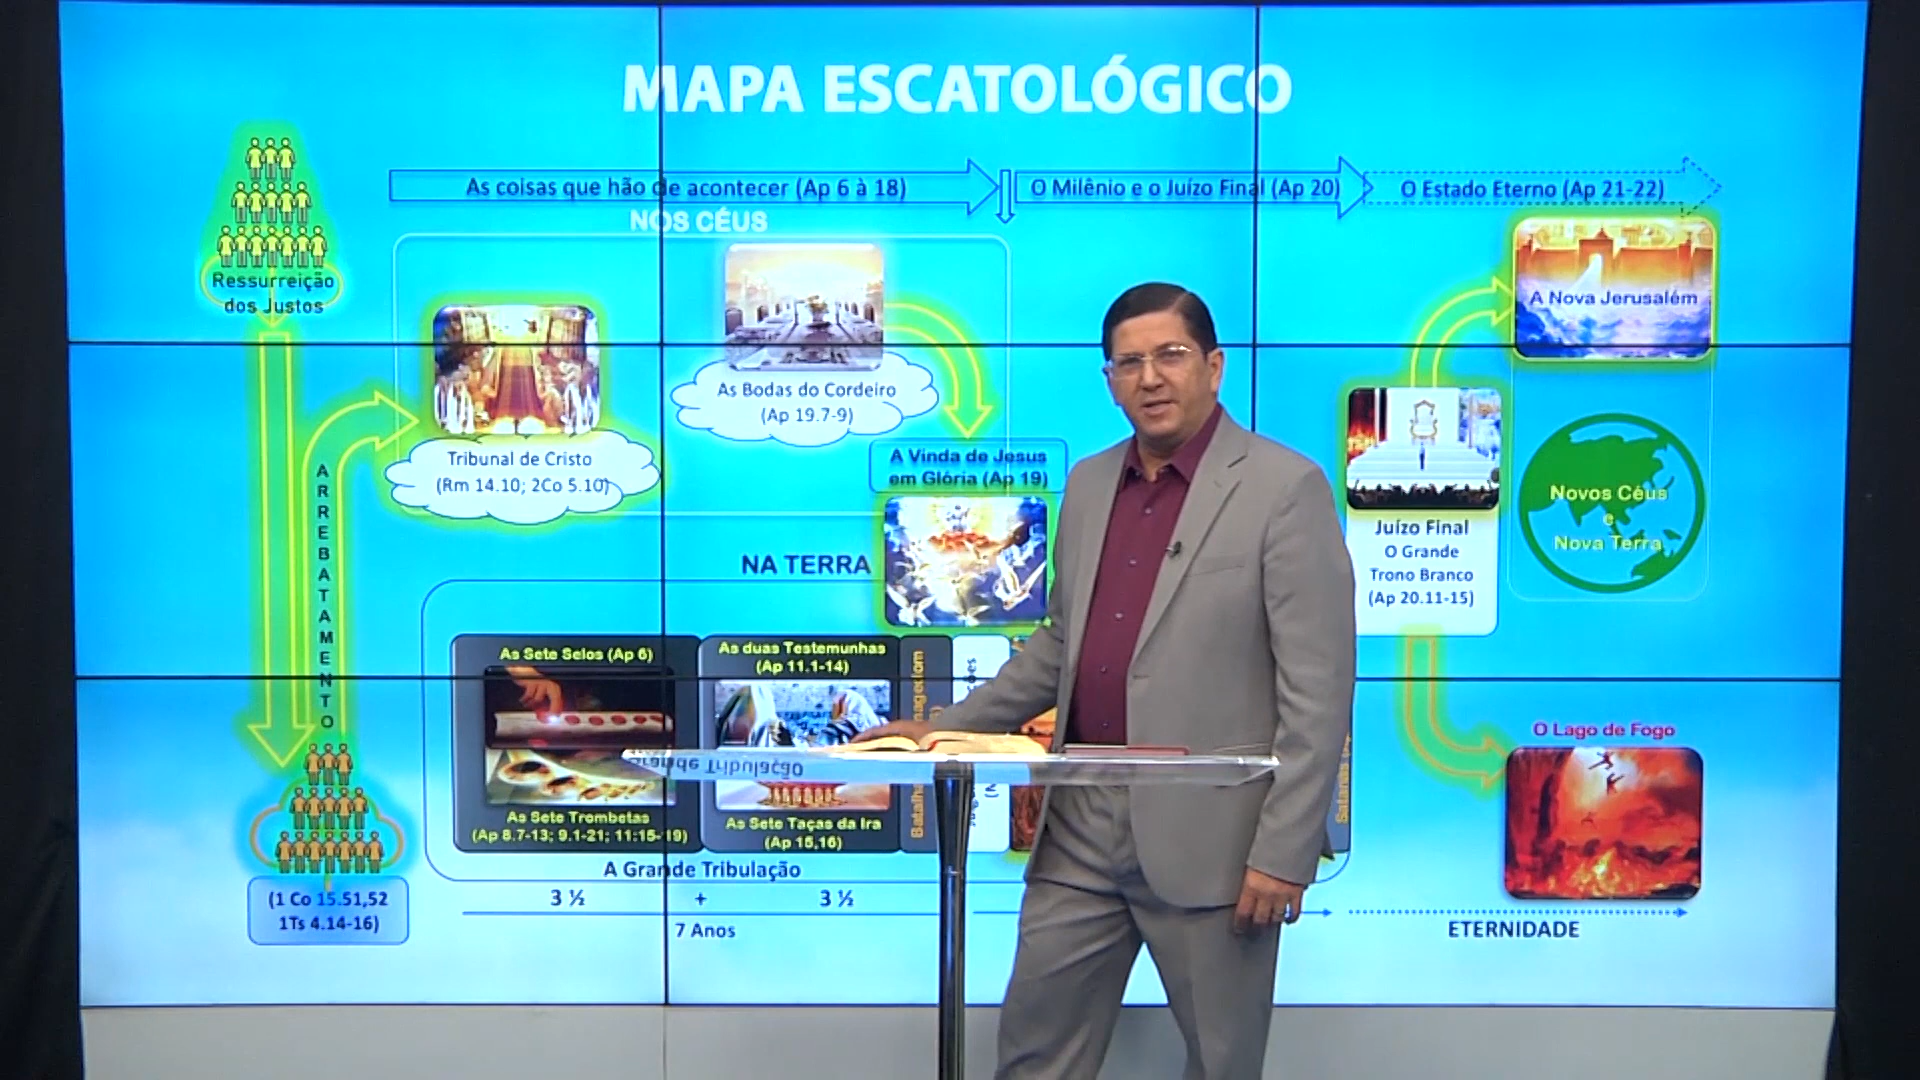 MAPA ESCATOLÓGICO
As coisas que hão de acontecer (Ap 6 à 18)
O Milênio e o Juízo Final (Ap 20)
O Estado Eterno (Ap 21-22)
NOS CÉUS
Ressurreição
dos Justos
A Nova Jerusalém
As Bodas do Cordeiro
(Ap 19.7-9)
Tribunal de Cristo
(Rm 14.10; 2Co 5.10)
A Vinda de Jesus
em Glória (Ap 19)
ARREBATAMENTO
Novos Céus
e
Nova Terra
Juízo Final
O Grande
Trono Branco
(Ap 20.11-15)
NA TERRA
As Sete Selos (Ap 6)
As duas Testemunhas
(Ap 11.1-14)
O Lago de Fogo
Grande Tribulação
Batalha
Satanás
As Sete Trombetas
(Ap 8.7-13; 9.1-21; 11:15-19)
As Sete Taças da Ira
(Ap 15,16)
A Grande Tribulação
(1 Co 15.51,52
1Ts 4.14-16)
3 ½ + 3 ½
7 Anos
ETERNIDADE